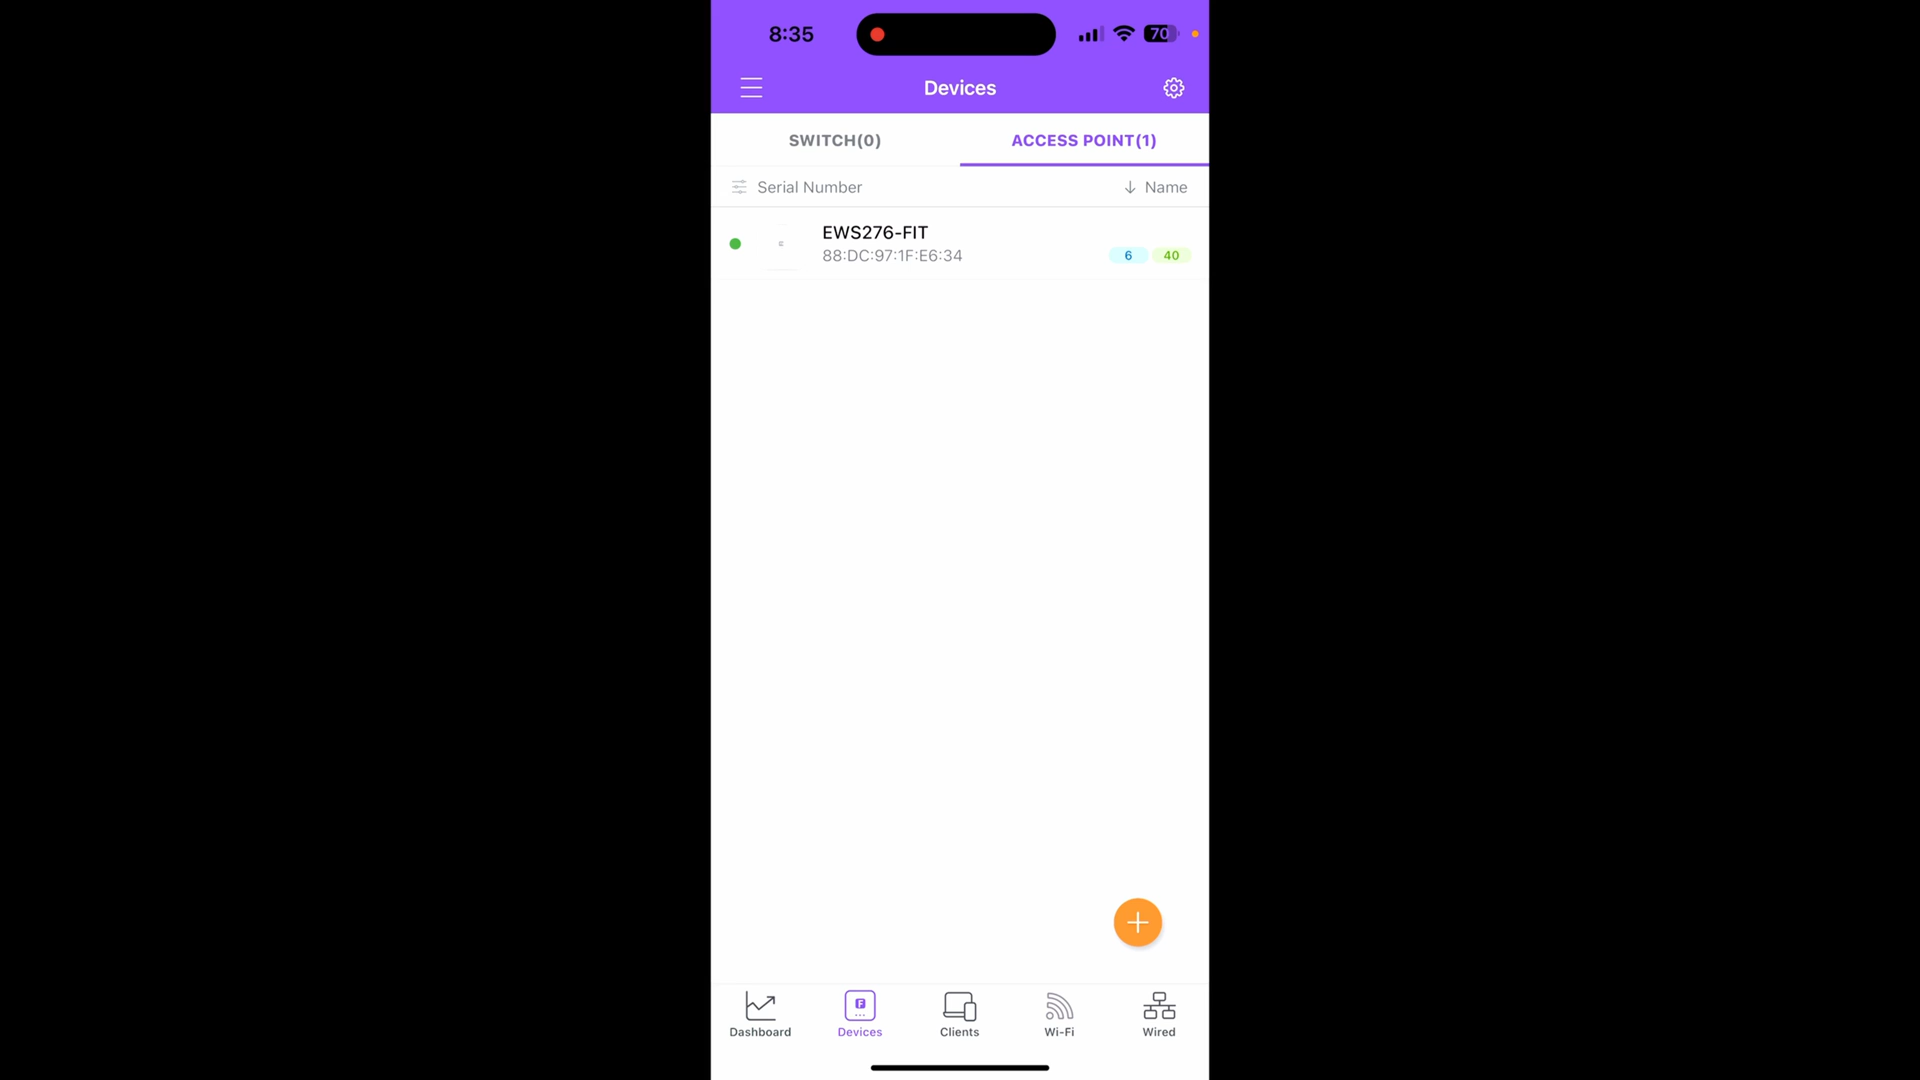 8:35
70
Devices
SWITCH(0)
ACCESS POINT(1)
Serial Number
Name
EWS276-FIT
88:DC:97:1F:E6:34
6
40
F
Dashboard
Devices
Clients
Wi-Fi
Wired